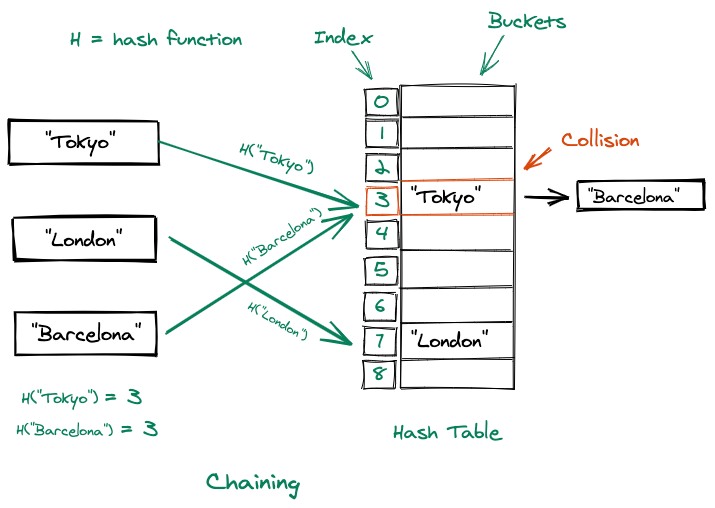 H = hash function
Index
Buckets
"Tokyo"
"London"
"Barcelona"
H("Tokyo")
H("Barcelona")
H("London")
0
1
2
3
4
5
6
7
8
"Tokyo"
"London"
Collision
"Barcelona"
H("Tokyo") = 3
H("Barcelona") = 3
Hash Table
Chaining